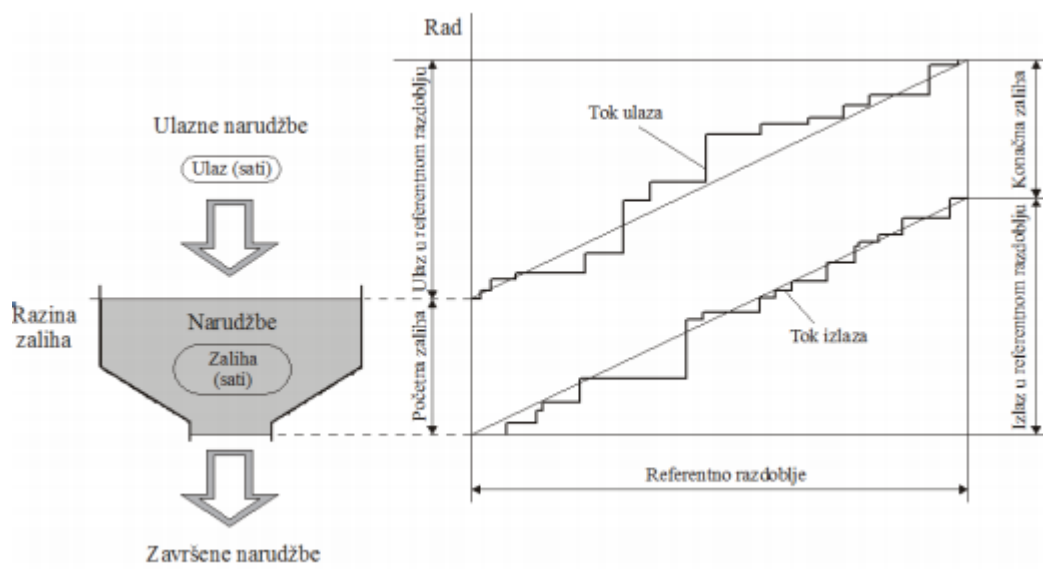 Rad
Ulazne narudžbe
Ulaz (sati)
Razina
zaliha
Narudžbe
Zaliha
(sati)
Završene narudžbe
Ulaz u referentnom razdoblju
Početna zaliha
Tok ulaza
Tok izlaza
Referentno razdoblje
Konačna zaliha
Izlaz u referentnom razdoblju